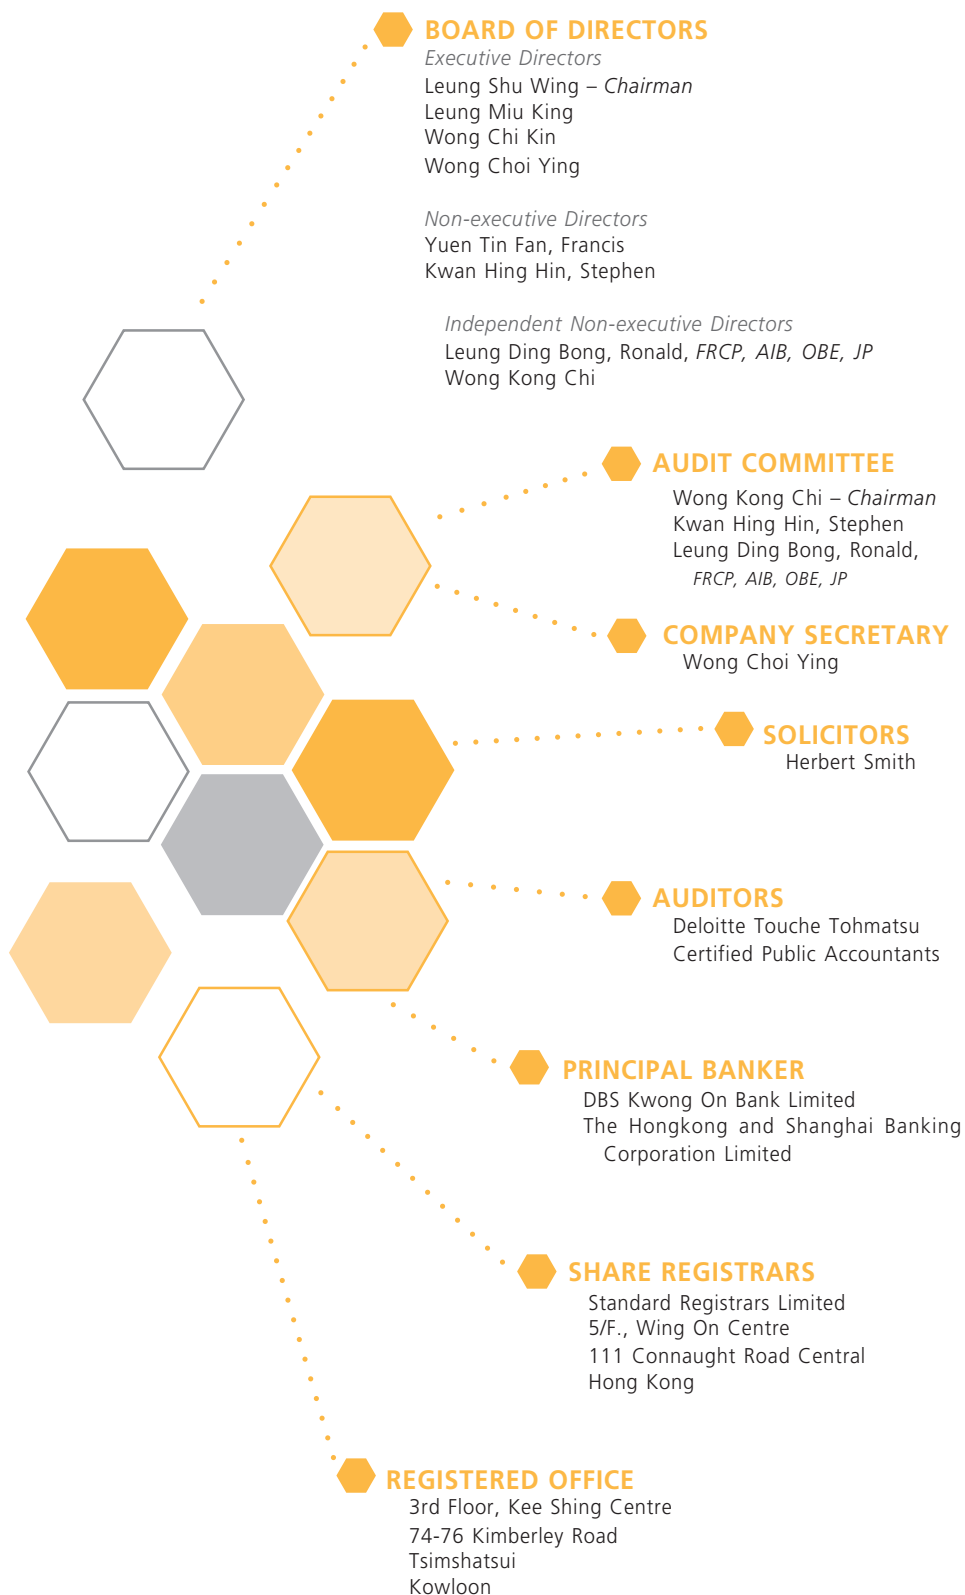 BOARD OF DIRECTORS
Executive Directors
Leung Shu Wing – Chairman
Leung Miu King
Wong Chi Kin
Wong Choi Ying
Non-executive Directors
Yuen Tin Fan, Francis
Kwan Hing Hin, Stephen
Independent Non-executive Directors
Leung Ding Bong, Ronald, FRCP, AIB, OBE, JP
Wong Kong Chi
AUDIT COMMITTEE
Wong Kong Chi – Chairman
Kwan Hing Hin, Stephen
Leung Ding Bong, Ronald,
FRCP, AIB, OBE, JP
COMPANY SECRETARY
Wong Choi Ying
SOLICITORS
Herbert Smith
AUDITORS
Deloitte Touche Tohmatsu
Certified Public Accountants
PRINCIPAL BANKER
DBS Kwong On Bank Limited
The Hongkong and Shanghai Banking
Corporation Limited
SHARE REGISTRARS
Standard Registrars Limited
5/F., Wing On Centre
111 Connaught Road Central
Hong Kong
REGISTERED OFFICE
3rd Floor, Kee Shing Centre
74-76 Kimberley Road
Tsimshatsui
Kowloon